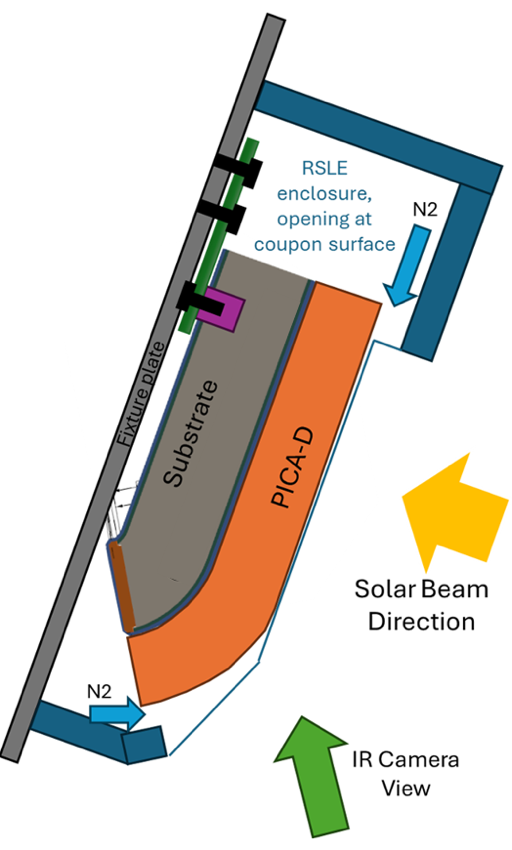 RSLE
enclosure,
opening at
coupon surface
N2
Fixture plate
Substrate
PICA-D
Solar Beam
Direction
N2
IR Camera
View